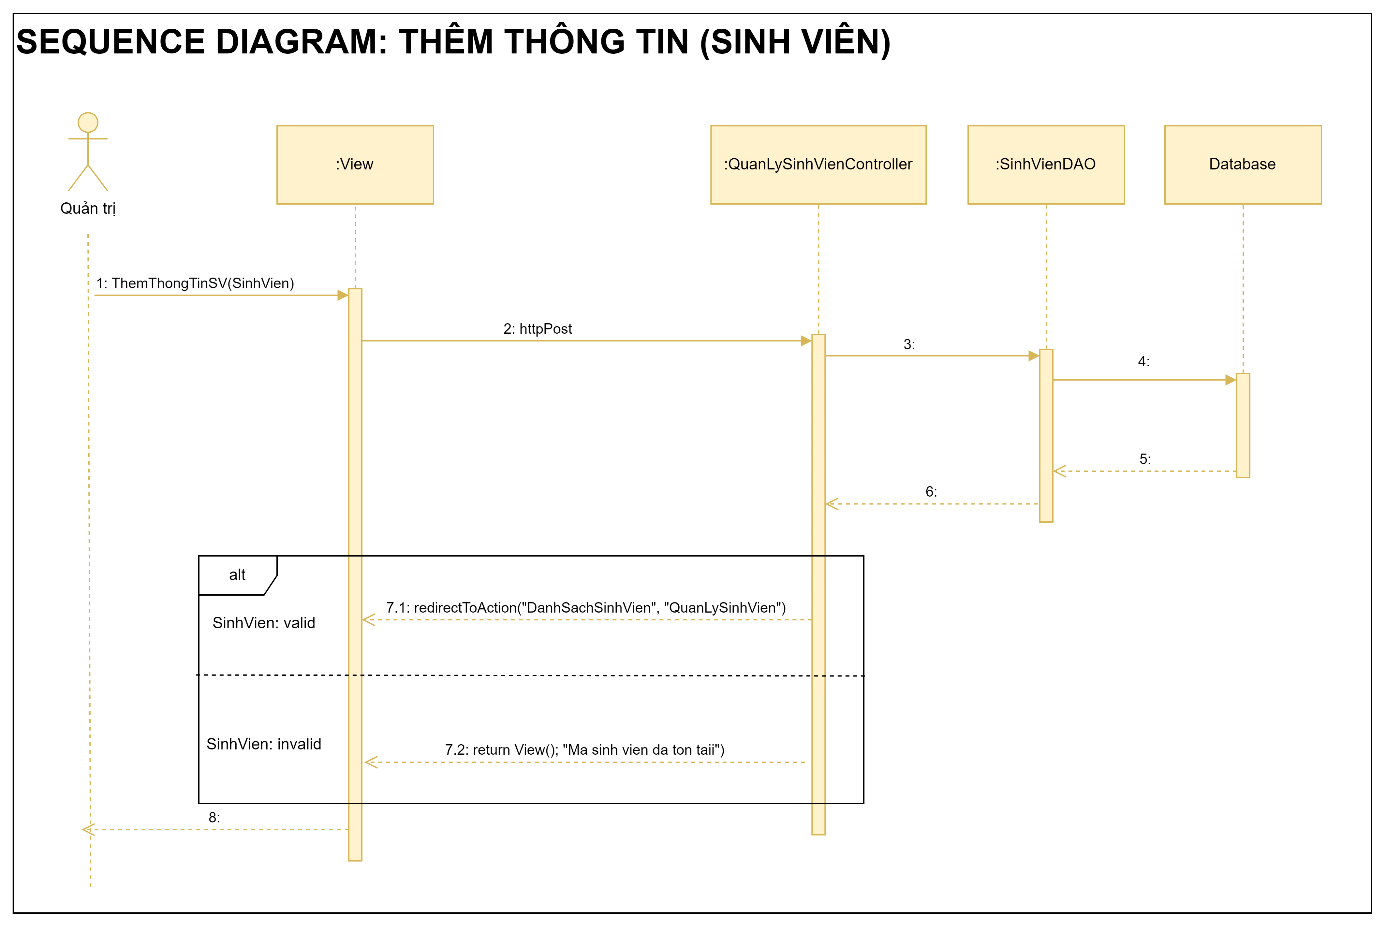 SEQUENCE DIAGRAM: THÊM THÔNG TIN (SINH VIÊN)
Quản trị
:View
:QuanLySinhVienController
:SinhVienDAO
Database
1: ThemThongTinSV(SinhVien)
2: httpPost
3:
4:
5:
6:
alt
7.1: redirectToAction("DanhSachSinhVien", "QuanLySinhVien")
SinhVien: valid
SinhVien: invalid
7.2: return View(); "Ma sinh vien da ton taii")
8: